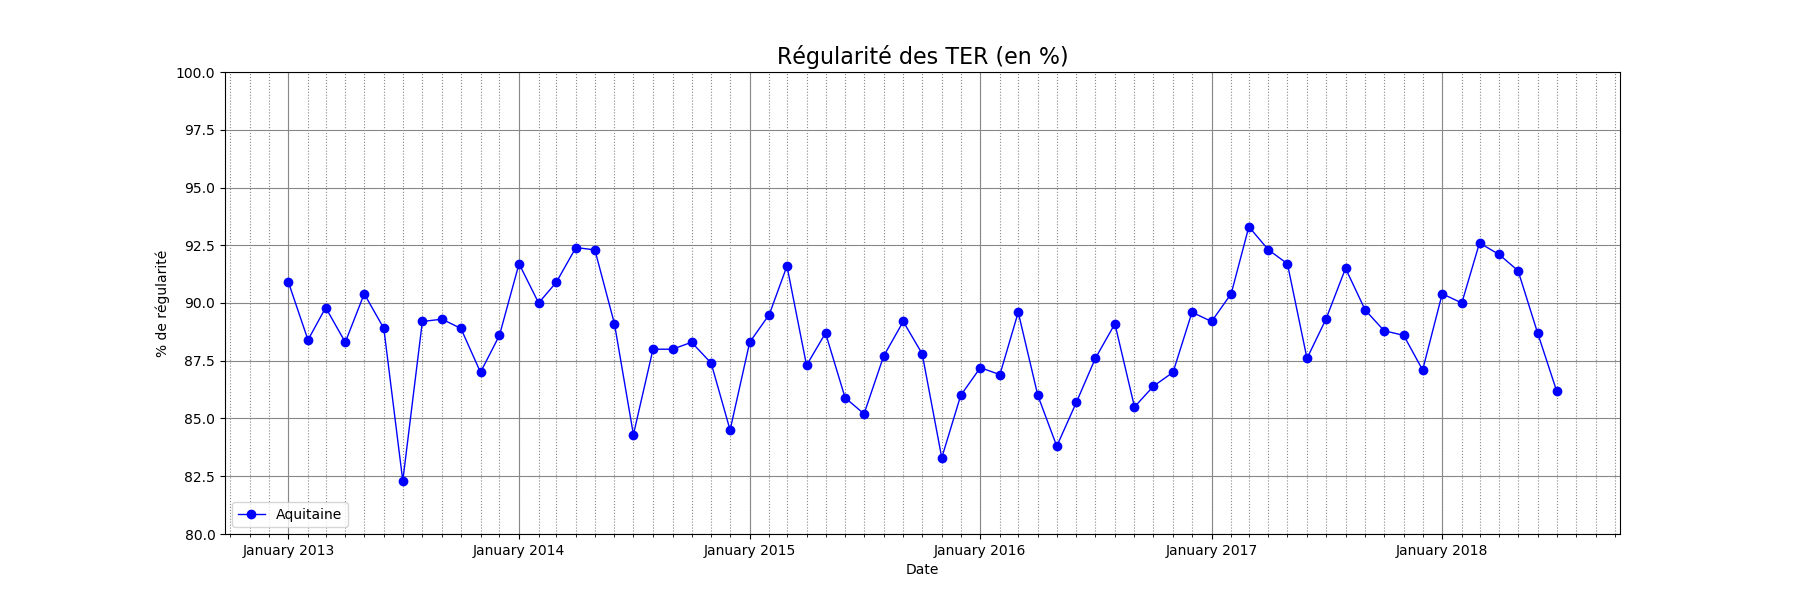 Régularité des TER (en %)
100.0
97.5
95.0
92.5
90.0
87.5
85.0
82.5
80.0
% de régularité
Aquitaine
January 2013 January 2014 January 2015 January 2016 January 2017 January 2018
Date